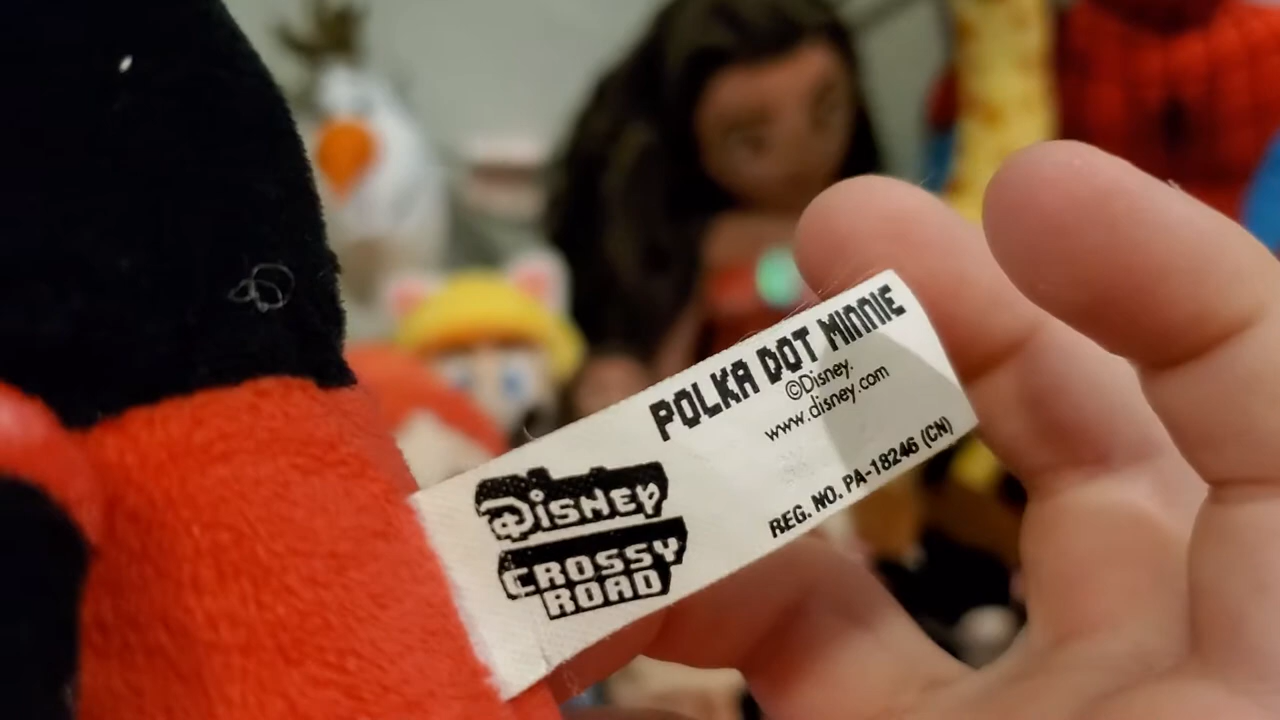 POLKA DOT MINNIE
©Disney.
www.disney.com
REG. NO. PA-18246 (CN)
DISNEY
CROSSY
ROAD